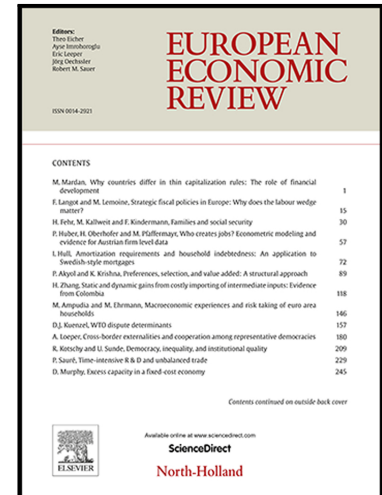 Editors:
Theo Eicher
Ayse Imrohoroglu
Eric Leeper
Jörg Oechssler
Robert M. Sauer
ISSN 0014-2921
EUROPEAN
ECONOMIC
REVIEW
CONTENTS
M. Mardan, Why countries differ in thin capitalization rules: The role of financial
development 1
F. Langot and M. Lemoine, Strategic fiscal policies in Europe: Why does the labour wedge
matter? 15
H. Fehr, M. Kallweit and F. Kindermann, Families and social security 30
P. Huber, H. Oberhofer and M. Pfaffermayr, Who creates jobs? Econometric modeling and
evidence for Austrian firm level data 57
I. Hull, Amortization requirements and household indebtedness: An application to
Swedish-style mortgages 72
P. Akyol and K. Krishna, Preferences, selection, and value added: A structural approach 89
H. Zhang, Static and dynamic gains from costly importing of intermediate inputs: Evidence
from Colombia 118
M. Ampudia and M. Ehrmann, Macroeconomic experiences and risk taking of euro area
households 146
D.J. Kuenzel, WTO dispute determinants 157
A. Loeper, Cross-border externalities and cooperation among representative democracies 180
R. Kotschy and U. Sunde, Democracy, inequality, and institutional quality 209
P. Sauré, Time-intensive R & D and unbalanced trade 229
D. Murphy, Excess capacity in a fixed-cost economy 245
Contents continued on outside back cover
Available online at www.sciencedirect.com
ScienceDirect
ELSEVIER
North-Holland